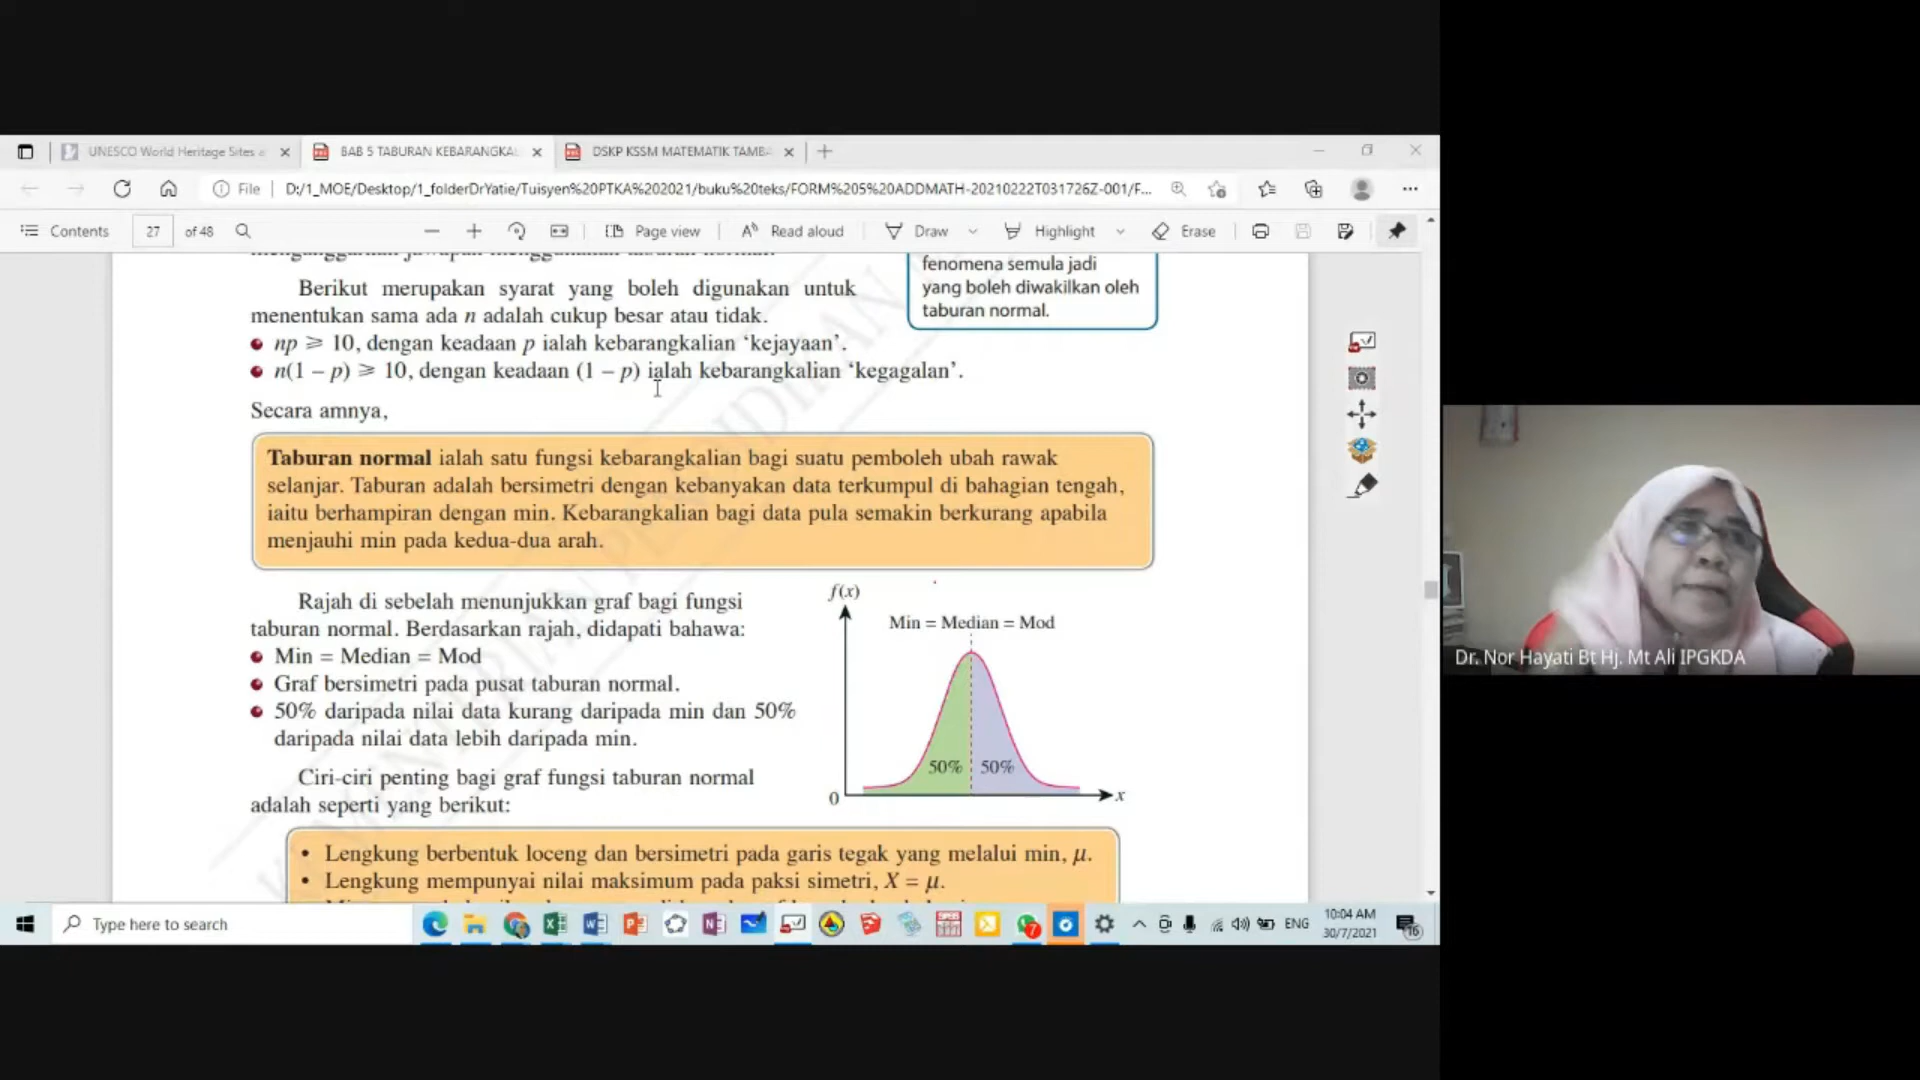 UNESCO World Heritage Sites a
BAB 5 TABURAN KEBARANGKAL
DSKP KSSM MATEMATIK TAMBA
File
D:/1_MOE/Desktop/1_folderDrYatie/Tuisyen%20PTKA%202021/buku%20teks/FORM%205%20ADDMATH-20210222T031726Z-001/F...
Contents
27
of 48
Page view
Read aloud
Draw
Highlight
Erase
fenomena semula jadi
yang boleh diwakilkan oleh
taburan normal.
Berikut merupakan syarat yang boleh digunakan untuk
menentukan sama ada n adalah cukup besar atau tidak.
• np ⩾ 10, dengan keadaan p ialah kebarangkalian ‘kejayaan’.
• n(1 – p) ⩾ 10, dengan keadaan (1 – p) ialah kebarangkalian ‘kegagalan’.
Secara amnya,
Taburan normal ialah satu fungsi kebarangkalian bagi suatu pemboleh ubah rawak
selanjar. Taburan adalah bersimetri dengan kebanyakan data terkumpul di bahagian tengah,
iaitu berhampiran dengan min. Kebarangkalian bagi data pula semakin berkurang apabila
menjauhi min pada kedua-dua arah.
Rajah di sebelah menunjukkan graf bagi fungsi
taburan normal. Berdasarkan rajah, didapati bahawa:
• Min = Median = Mod
• Graf bersimetri pada pusat taburan normal.
• 50% daripada nilai data kurang daripada min dan 50%
daripada nilai data lebih daripada min.
f(x)
Min = Median = Mod
50% 50%
0
x
Ciri-ciri penting bagi graf fungsi taburan normal
adalah seperti yang berikut:
• Lengkung berbentuk loceng dan bersimetri pada garis tegak yang melalui min, μ.
• Lengkung mempunyai nilai maksimum pada paksi simetri, X = μ.
Type here to search
7
ENG
10:04 AM
30/7/2021
16
Dr. Nor Hayati Bt Hj. Mt Ali IPGKDA